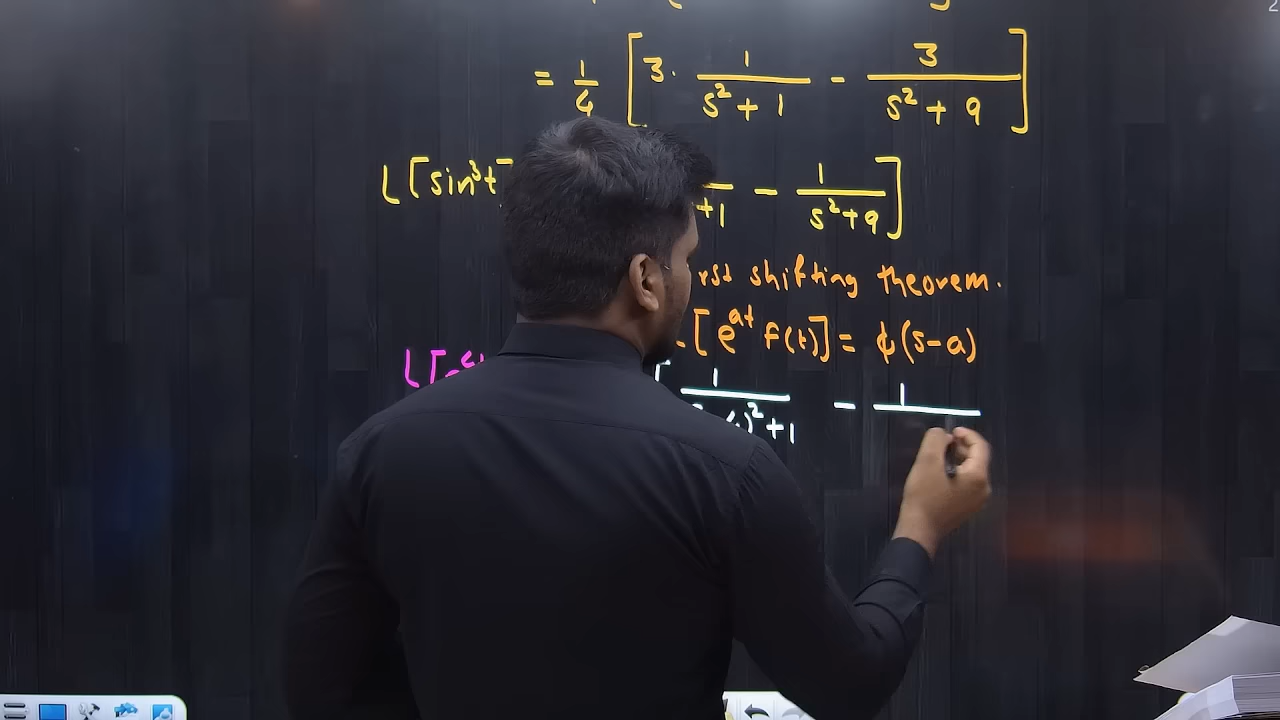 = 1/4 [ 3. 1/(s²+1) - 3/(s²+9) ]
L[sin³t] +1 - 1/(s²+9) ]
rst shifting theorem.
[e^at f(t)] = φ(s-a)
L[ [ 1/( )²+1 - 1/